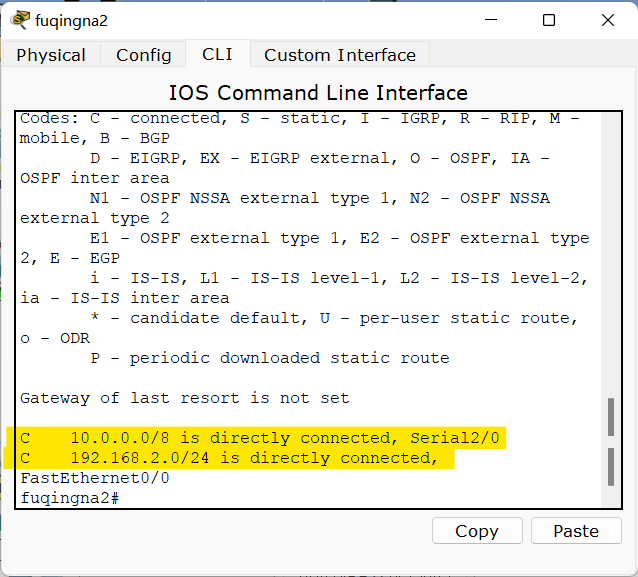 fuqingna2
Physical Config CLI Custom Interface
IOS Command Line Interface
Codes: C - connected, S - static, I - IGRP, R - RIP, M -
mobile, B - BGP
D - EIGRP, EX - EIGRP external, O - OSPF, IA -
OSPF inter area
N1 - OSPF NSSA external type 1, N2 - OSPF NSSA
external type 2
E1 - OSPF external type 1, E2 - OSPF external type
2, E - EGP
i - IS-IS, L1 - IS-IS level-1, L2 - IS-IS level-2,
ia - IS-IS inter area
* - candidate default, U - per-user static route,
o - ODR
P - periodic downloaded static route
Gateway of last resort is not set
C 10.0.0.0/8 is directly connected, Serial2/0
C 192.168.2.0/24 is directly connected,
FastEthernet0/0
fuqingna2#
Copy Paste